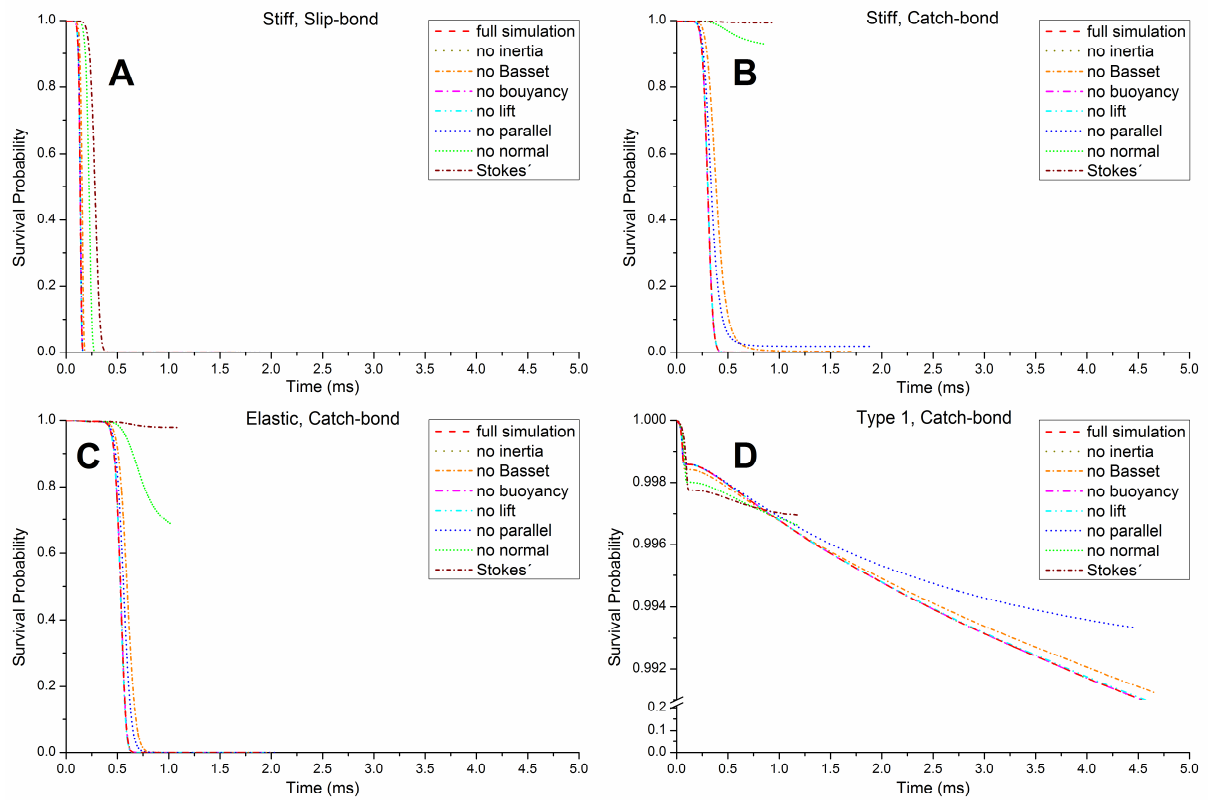 Stiff, Slip-bond
A
full simulation
no inertia
no Basset
no bouyancy
no lift
no parallel
no normal
Stokes´
Survival Probability
1.0
0.8
0.6
0.4
0.2
0.0
0.0 0.5 1.0 1.5 2.0 2.5 3.0 3.5 4.0 4.5 5.0
Time (ms)
Stiff, Catch-bond
B
full simulation
no inertia
no Basset
no buoyancy
no lift
no parallel
no normal
Stokes´
Survival Probability
1.0
0.8
0.6
0.4
0.2
0.0
0.0 0.5 1.0 1.5 2.0 2.5 3.0 3.5 4.0 4.5 5.0
Time (ms)
Elastic, Catch-bond
C
full simulation
no inertia
no Basset
no buoyancy
no lift
no parallel
no normal
Stokes´
Survival Probability
1.0
0.8
0.6
0.4
0.2
0.0
0.0 0.5 1.0 1.5 2.0 2.5 3.0 3.5 4.0 4.5 5.0
Time (ms)
Type 1, Catch-bond
D
full simulation
no inertia
no Basset
no buoyancy
no lift
no parallel
no normal
Stokes´
Survival Probability
1.000
0.998
0.996
0.994
0.992
0.2
0.1
0.0
0.0 0.5 1.0 1.5 2.0 2.5 3.0 3.5 4.0 4.5 5.0
Time (ms)